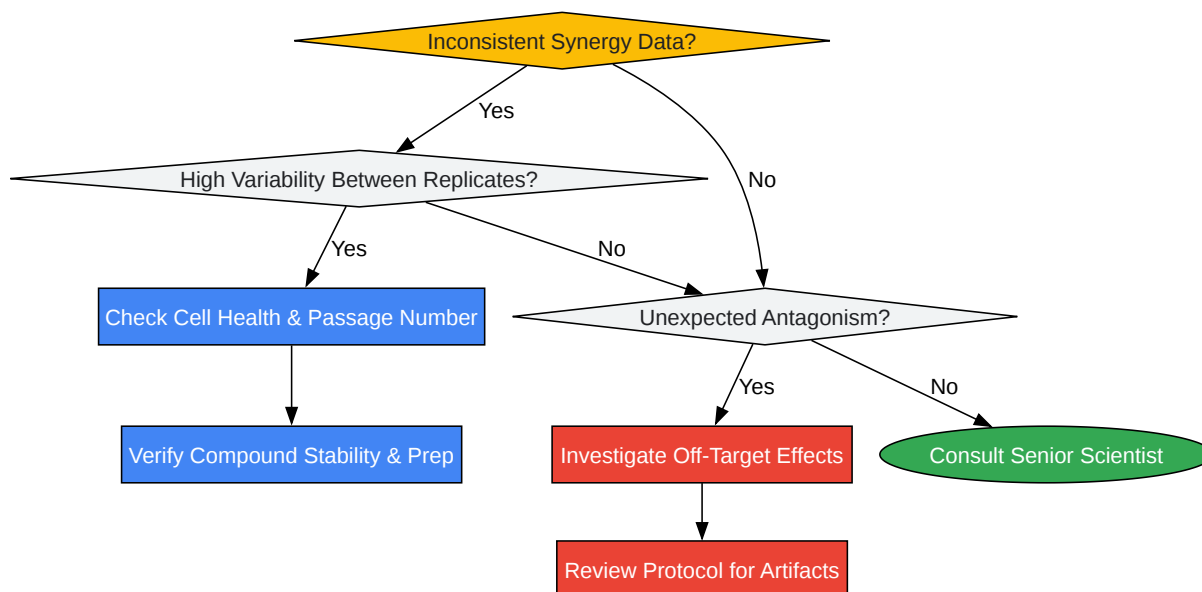 Inconsistent Synergy Data?
Yes
High Variability Between Replicates?
No
Yes
No
Check Cell Health & Passage Number
Unexpected Antagonism?
Yes
No
Verify Compound Stability & Prep
Investigate Off-Target Effects
Consult Senior Scientist
Review Protocol for Artifacts